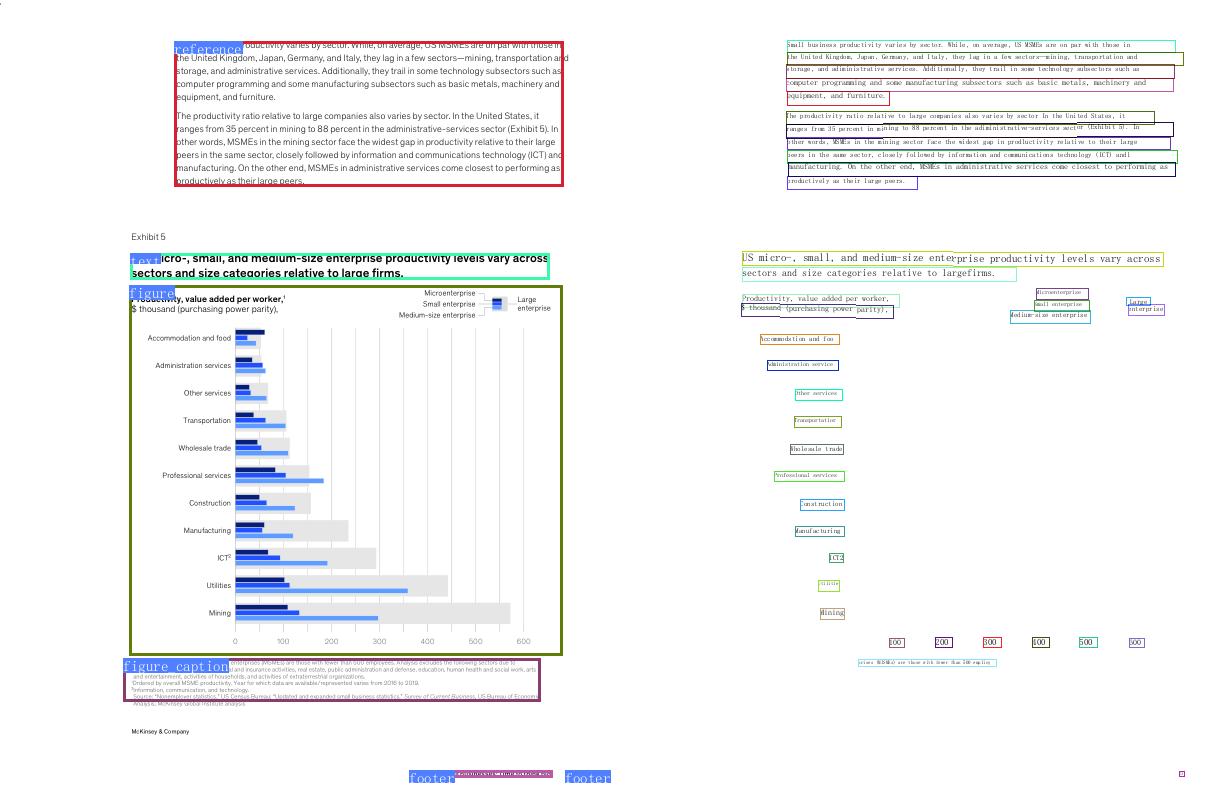 reference
oductivity varies by sector. While, on average, US MSMEs are on par with those in
the United Kingdom, Japan, Germany, and Italy, they lag in a few sectors—mining, transportation and
storage, and administrative services. Additionally, they trail in some technology subsectors such as
computer programming and some manufacturing subsectors such as basic metals, machinery and
equipment, and furniture.
The productivity ratio relative to large companies also varies by sector. In the United States, it
ranges from 35 percent in mining to 88 percent in the administrative-services sector (Exhibit 5). In
other words, MSMEs in the mining sector face the widest gap in productivity relative to their large
peers in the same sector, closely followed by information and communications technology (ICT) and
manufacturing. On the other end, MSMEs in administrative services come closest to performing as
productively as their large peers.
Exhibit 5
text
icro-, small, and medium-size enterprise productivity levels vary across
sectors and size categories relative to large firms.
figure
Productivity, value added per worker,¹
$ thousand (purchasing power parity),
Microenterprise
Small enterprise
Medium-size enterprise
Large
enterprise
Accommodation and food
Administration services
Other services
Transportation
Wholesale trade
Professional services
Construction
Manufacturing
ICT²
Utilities
Mining
0 100 200 300 400 500 600
figure caption
enterprises (MSMEs) are those with fewer than 500 employees. Analysis excludes the following sectors due to
l and insurance activities, real estate, public administration and defense, education, human health and social work, arts
and entertainment, activities of households, and activities of extraterrestrial organizations.
Ordered by overall MSME productivity. Year for which data are available/represented varies from 2016 to 2019.
²Information, communication, and technology.
Source: "Nonemployer statistics," US Census Bureau; "Updated and expanded small business statistics," Survey of Current Business, US Bureau of Economic
Analysis; McKinsey Global Institute analysis
McKinsey & Company
footer
footer
Small business productivity varies by sector. While, on average, US MSMEs are on par with those in
the United Kingdom, Japan, Germany, and Italy, they lag in a few sectors—mining, transportation and
storage, and administrative services. Additionally, they trail in some technology subsectors such as
computer programming and some manufacturing subsectors such as basic metals, machinery and
equipment, and furniture.
The productivity ratio relative to large companies also varies by sector In the United States, it
ranges from 35 percent in mining to 88 percent in the adiministrative-services sector (Exhibit 5). In
other words, MSMEs in the mining sector face the widest gap in productivity relative to their large
peers in the same sector, closely followed by information and communications technology (ICT) andl
manufacturing. On the other end, MSMEs in administrative services come closest to performing as
productively as their large peers.
US micro-, small, and medium-size enterprise productivity levels vary across
sectors and size categories relative to largefirms.
Productivity, value added per worker,
$ thousand (purchasing power parity),
Microenterprise
Small enterprise
Medium-size enterprise
Large
enterprise
Accommodation and foo
Administration service
Other services
Transportation
Wholesale trade
Professional services
Construction
Manufacturing
ICT2
Mining
100 200 300 400 500 500
rises (MSMEs) are those with fewer than 500 employ